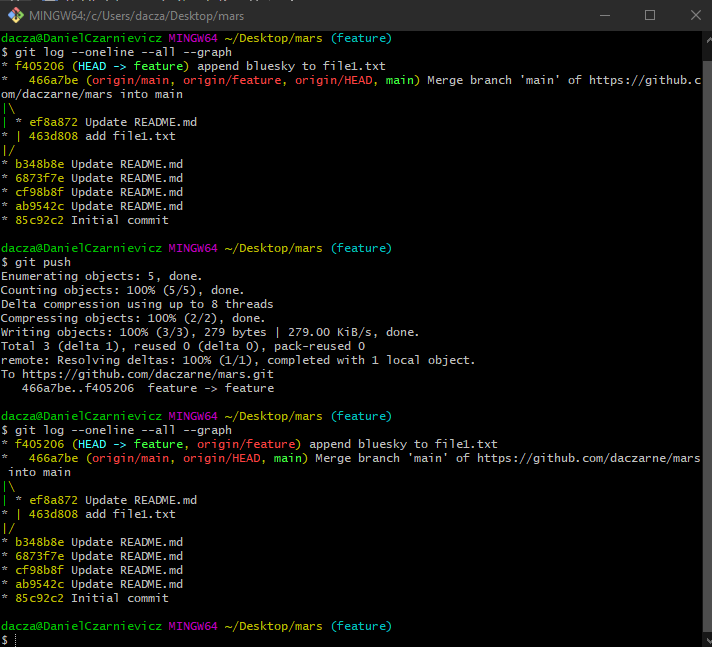 MINGW64:/c/Users/dacza/Desktop/mars
dacza@DanielCzarnievicz MINGW64 ~/Desktop/mars (feature)
$ git log --oneline --all --graph
* f405206 (HEAD -> feature) append bluesky to file1.txt
*   466a7be (origin/main, origin/feature, origin/HEAD, main) Merge branch 'main' of https://github.c
om/daczarne/mars into main
|\
| * ef8a872 Update README.md
* | 463d808 add file1.txt
|/
* b348b8e Update README.md
* 6873f7e Update README.md
* cf98b8f Update README.md
* ab9542c Update README.md
* 85c92c2 Initial commit
dacza@DanielCzarnievicz MINGW64 ~/Desktop/mars (feature)
$ git push
Enumerating objects: 5, done.
Counting objects: 100% (5/5), done.
Delta compression using up to 8 threads
Compressing objects: 100% (2/2), done.
Writing objects: 100% (3/3), 279 bytes | 279.00 KiB/s, done.
Total 3 (delta 1), reused 0 (delta 0), pack-reused 0
remote: Resolving deltas: 100% (1/1), completed with 1 local object.
To https://github.com/daczarne/mars.git
   466a7be..f405206  feature -> feature
dacza@DanielCzarnievicz MINGW64 ~/Desktop/mars (feature)
$ git log --oneline --all --graph
* f405206 (HEAD -> feature, origin/feature) append bluesky to file1.txt
*   466a7be (origin/main, origin/HEAD, main) Merge branch 'main' of https://github.com/daczarne/mars
 into main
|\
| * ef8a872 Update README.md
* | 463d808 add file1.txt
|/
* b348b8e Update README.md
* 6873f7e Update README.md
* cf98b8f Update README.md
* ab9542c Update README.md
* 85c92c2 Initial commit
dacza@DanielCzarnievicz MINGW64 ~/Desktop/mars (feature)
$